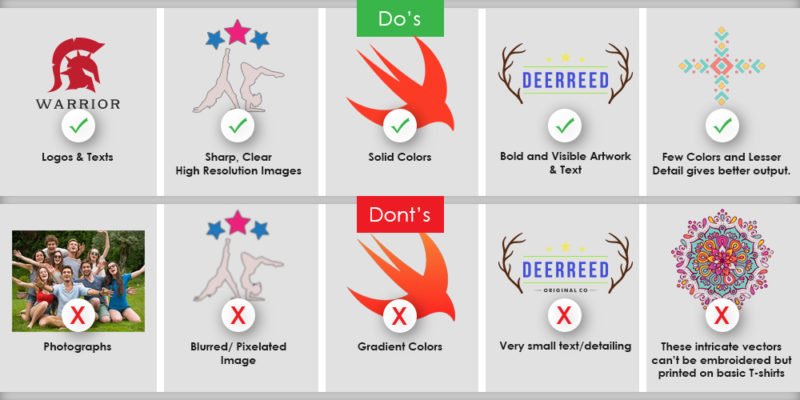 Do's
WARRIOR
Logos & Texts
Sharp, Clear
High Resolution Images
Solid Colors
DEERREED
Bold and Visible Artwork
& Text
Few Colors and Lesser
Detail gives better output.
Dont's
Photographs
Blurred/ Pixelated
Image
Gradient Colors
DEERREED
ORIGINAL CO
Very small text/detailing
These intricate vectors
can't be embroidered but
printed on basic T-shirts